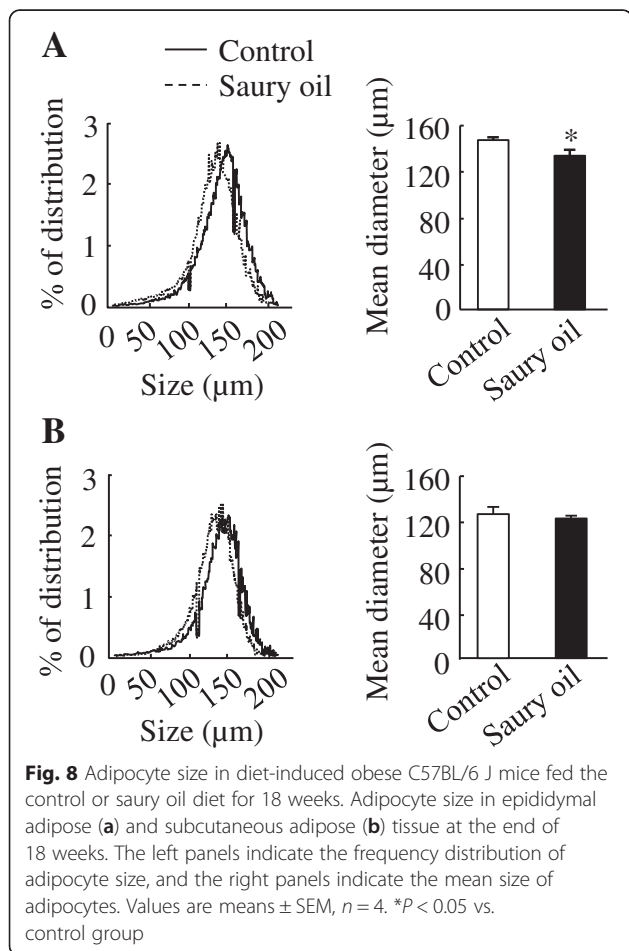 A
Control
Saury oil
% of distribution
3
2
1
0
0
50
100
150
200
Size (µm)
Mean diameter (µm)
160
120
80
40
0
*
Control
Saury oil
B
% of distribution
3
2
1
0
0
50
100
150
200
Size (µm)
Mean diameter (µm)
160
120
80
40
0
Control
Saury oil
Fig. 8 Adipocyte size in diet-induced obese C57BL/6 J mice fed the
control or saury oil diet for 18 weeks. Adipocyte size in epididymal
adipose (a) and subcutaneous adipose (b) tissue at the end of
18 weeks. The left panels indicate the frequency distribution of
adipocyte size, and the right panels indicate the mean size of
adipocytes. Values are means ± SEM, n = 4. *P < 0.05 vs.
control group